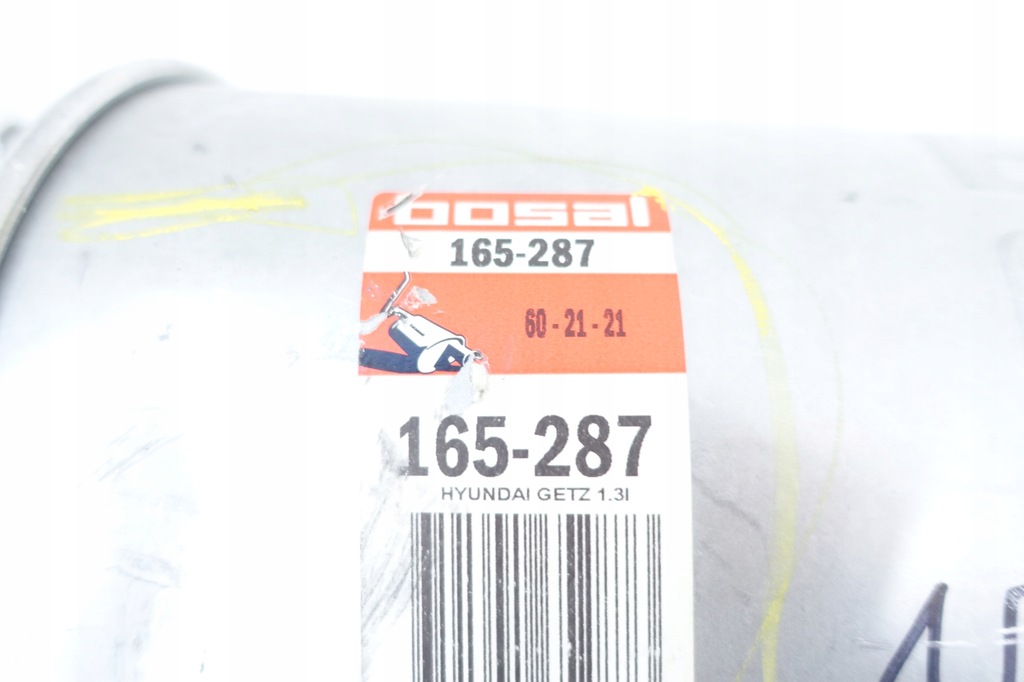 bosal
165-287
60-21-21
165-287
HYUNDAI GETZ 1.3I